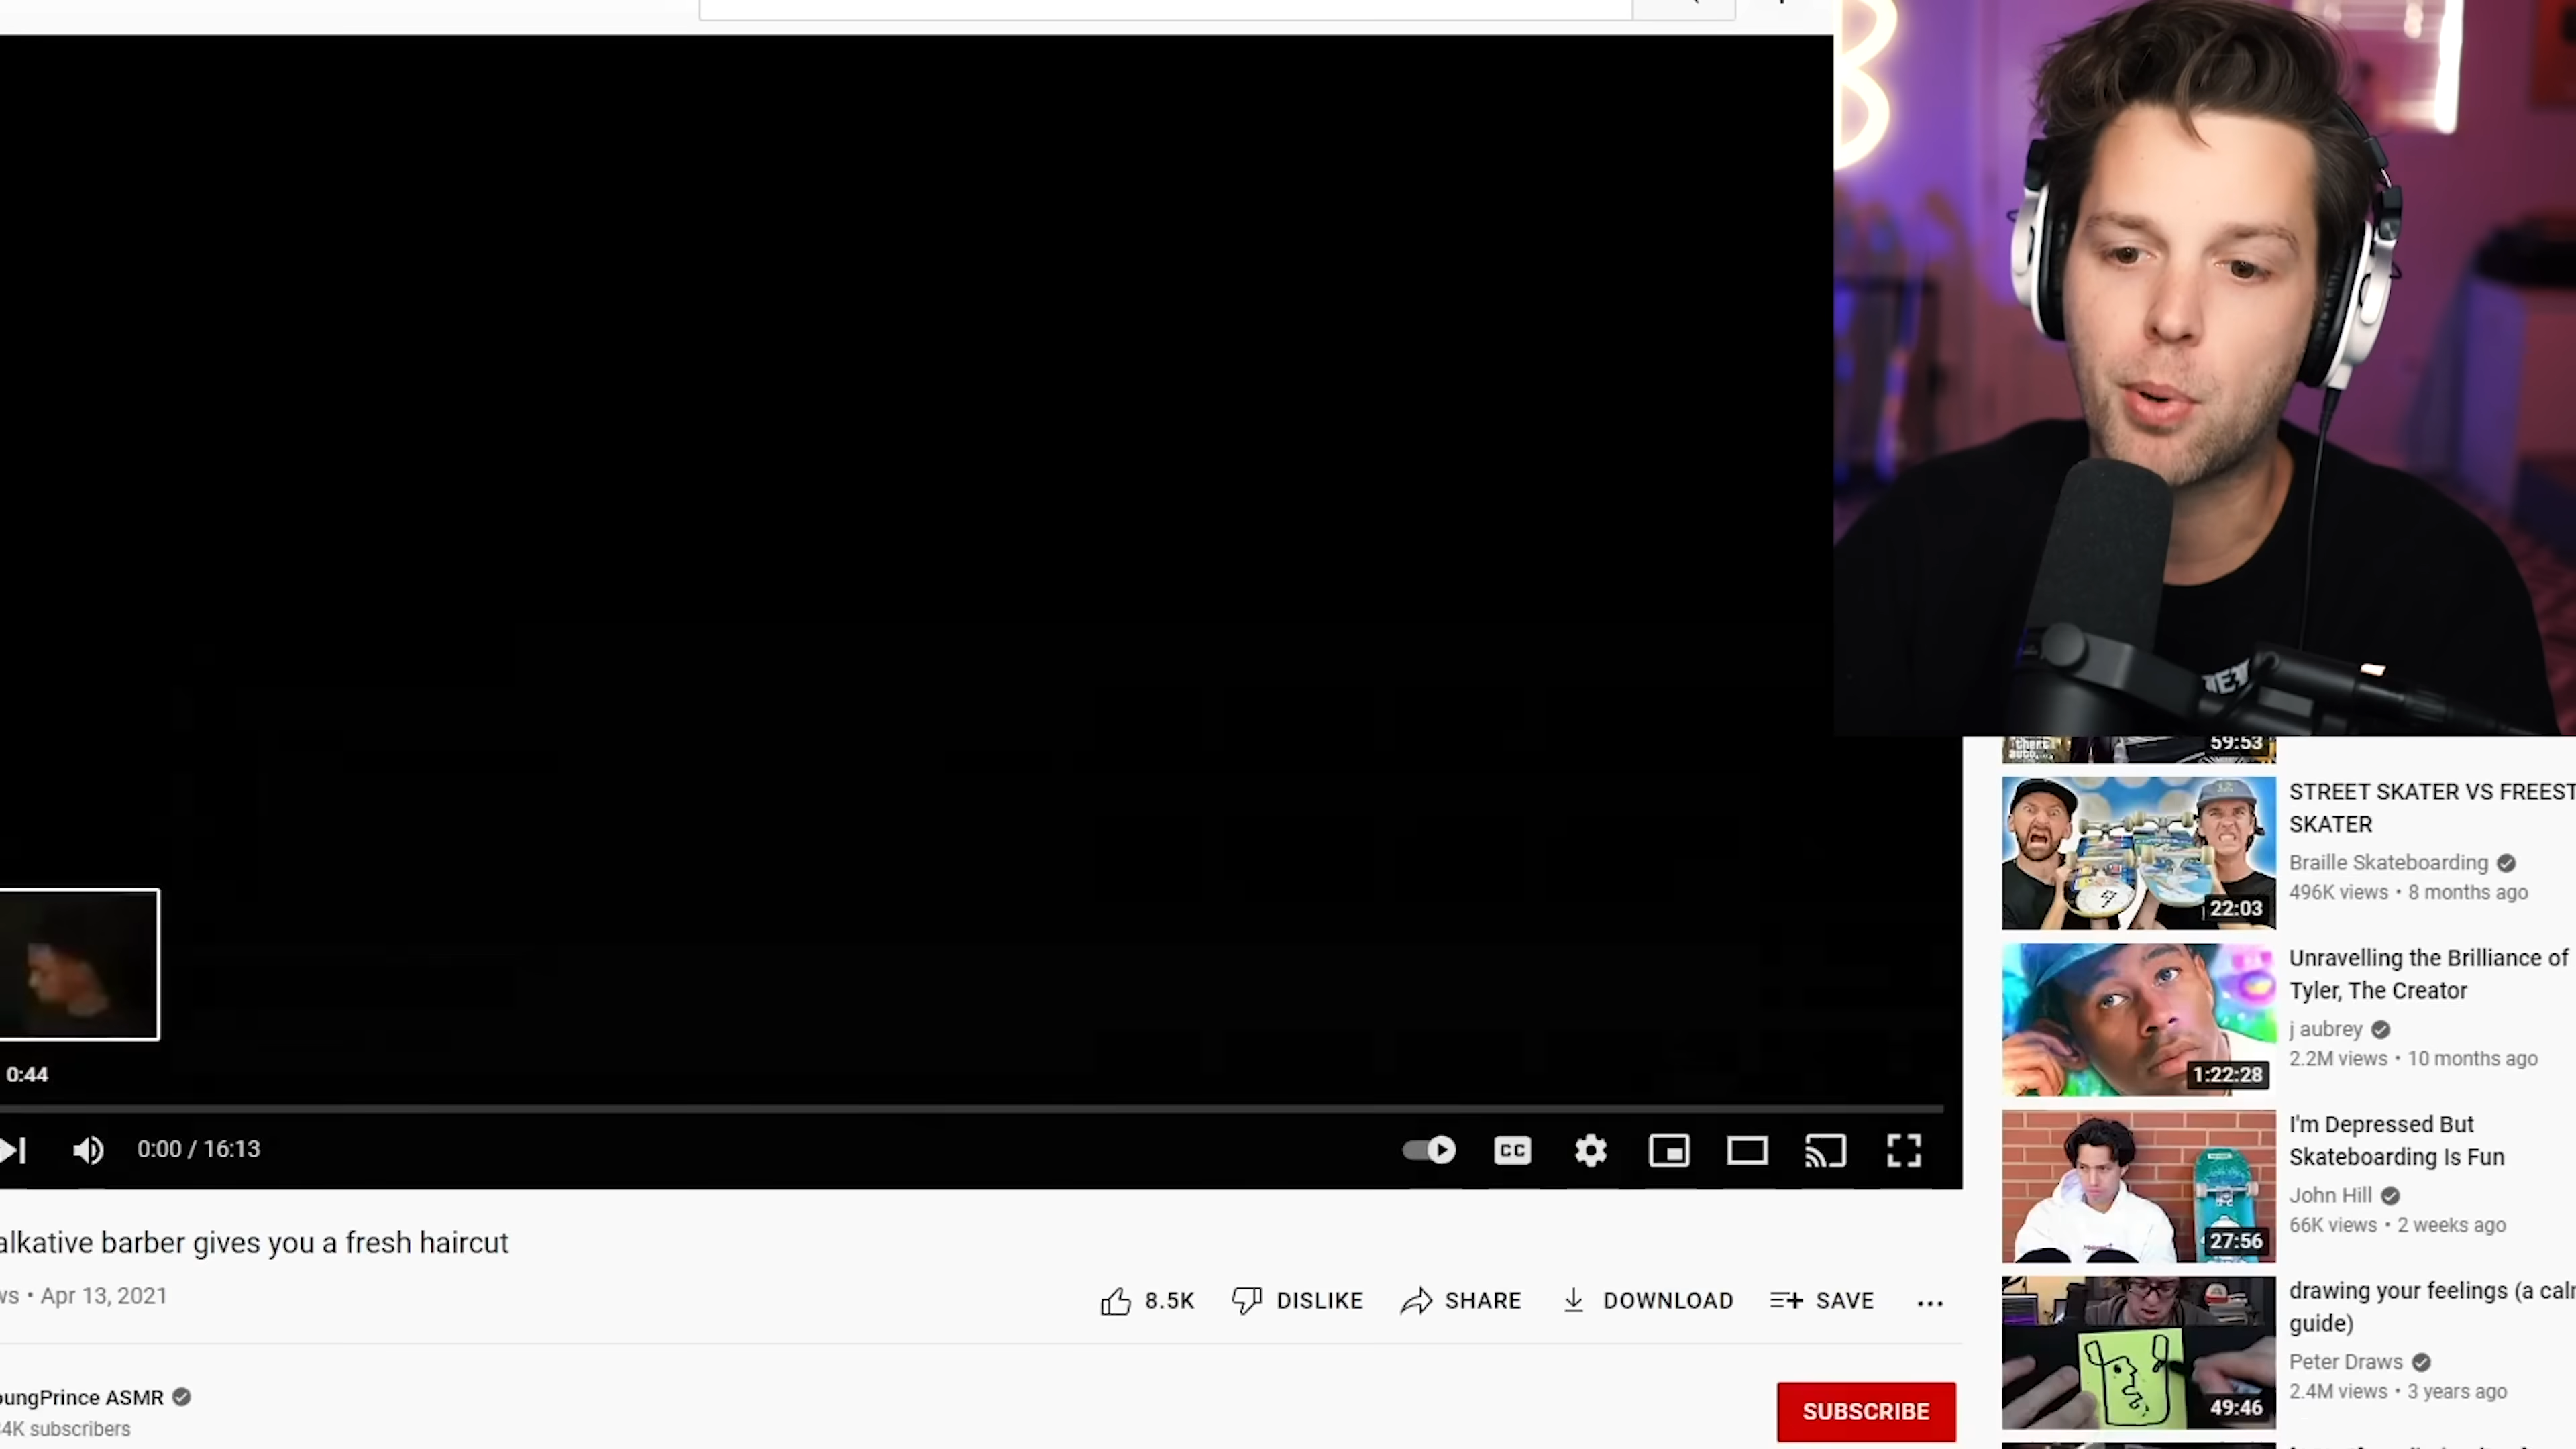 59:53
STREET SKATER VS FREEST
SKATER
Braille Skateboarding
496K views • 8 months ago
22:03
Unravelling the Brilliance of
Tyler, The Creator
j aubrey
2.2M views • 10 months ago
1:22:28
I'm Depressed But
Skateboarding Is Fun
John Hill
66K views • 2 weeks ago
27:56
drawing your feelings (a cal
guide)
Peter Draws
2.4M views • 3 years ago
49:46
0:44
0:00 / 16:13
CC
alkative barber gives you a fresh haircut
ws • Apr 13, 2021
8.5K DISLIKE SHARE DOWNLOAD SAVE
oungPrince ASMR
4K subscribers
SUBSCRIBE